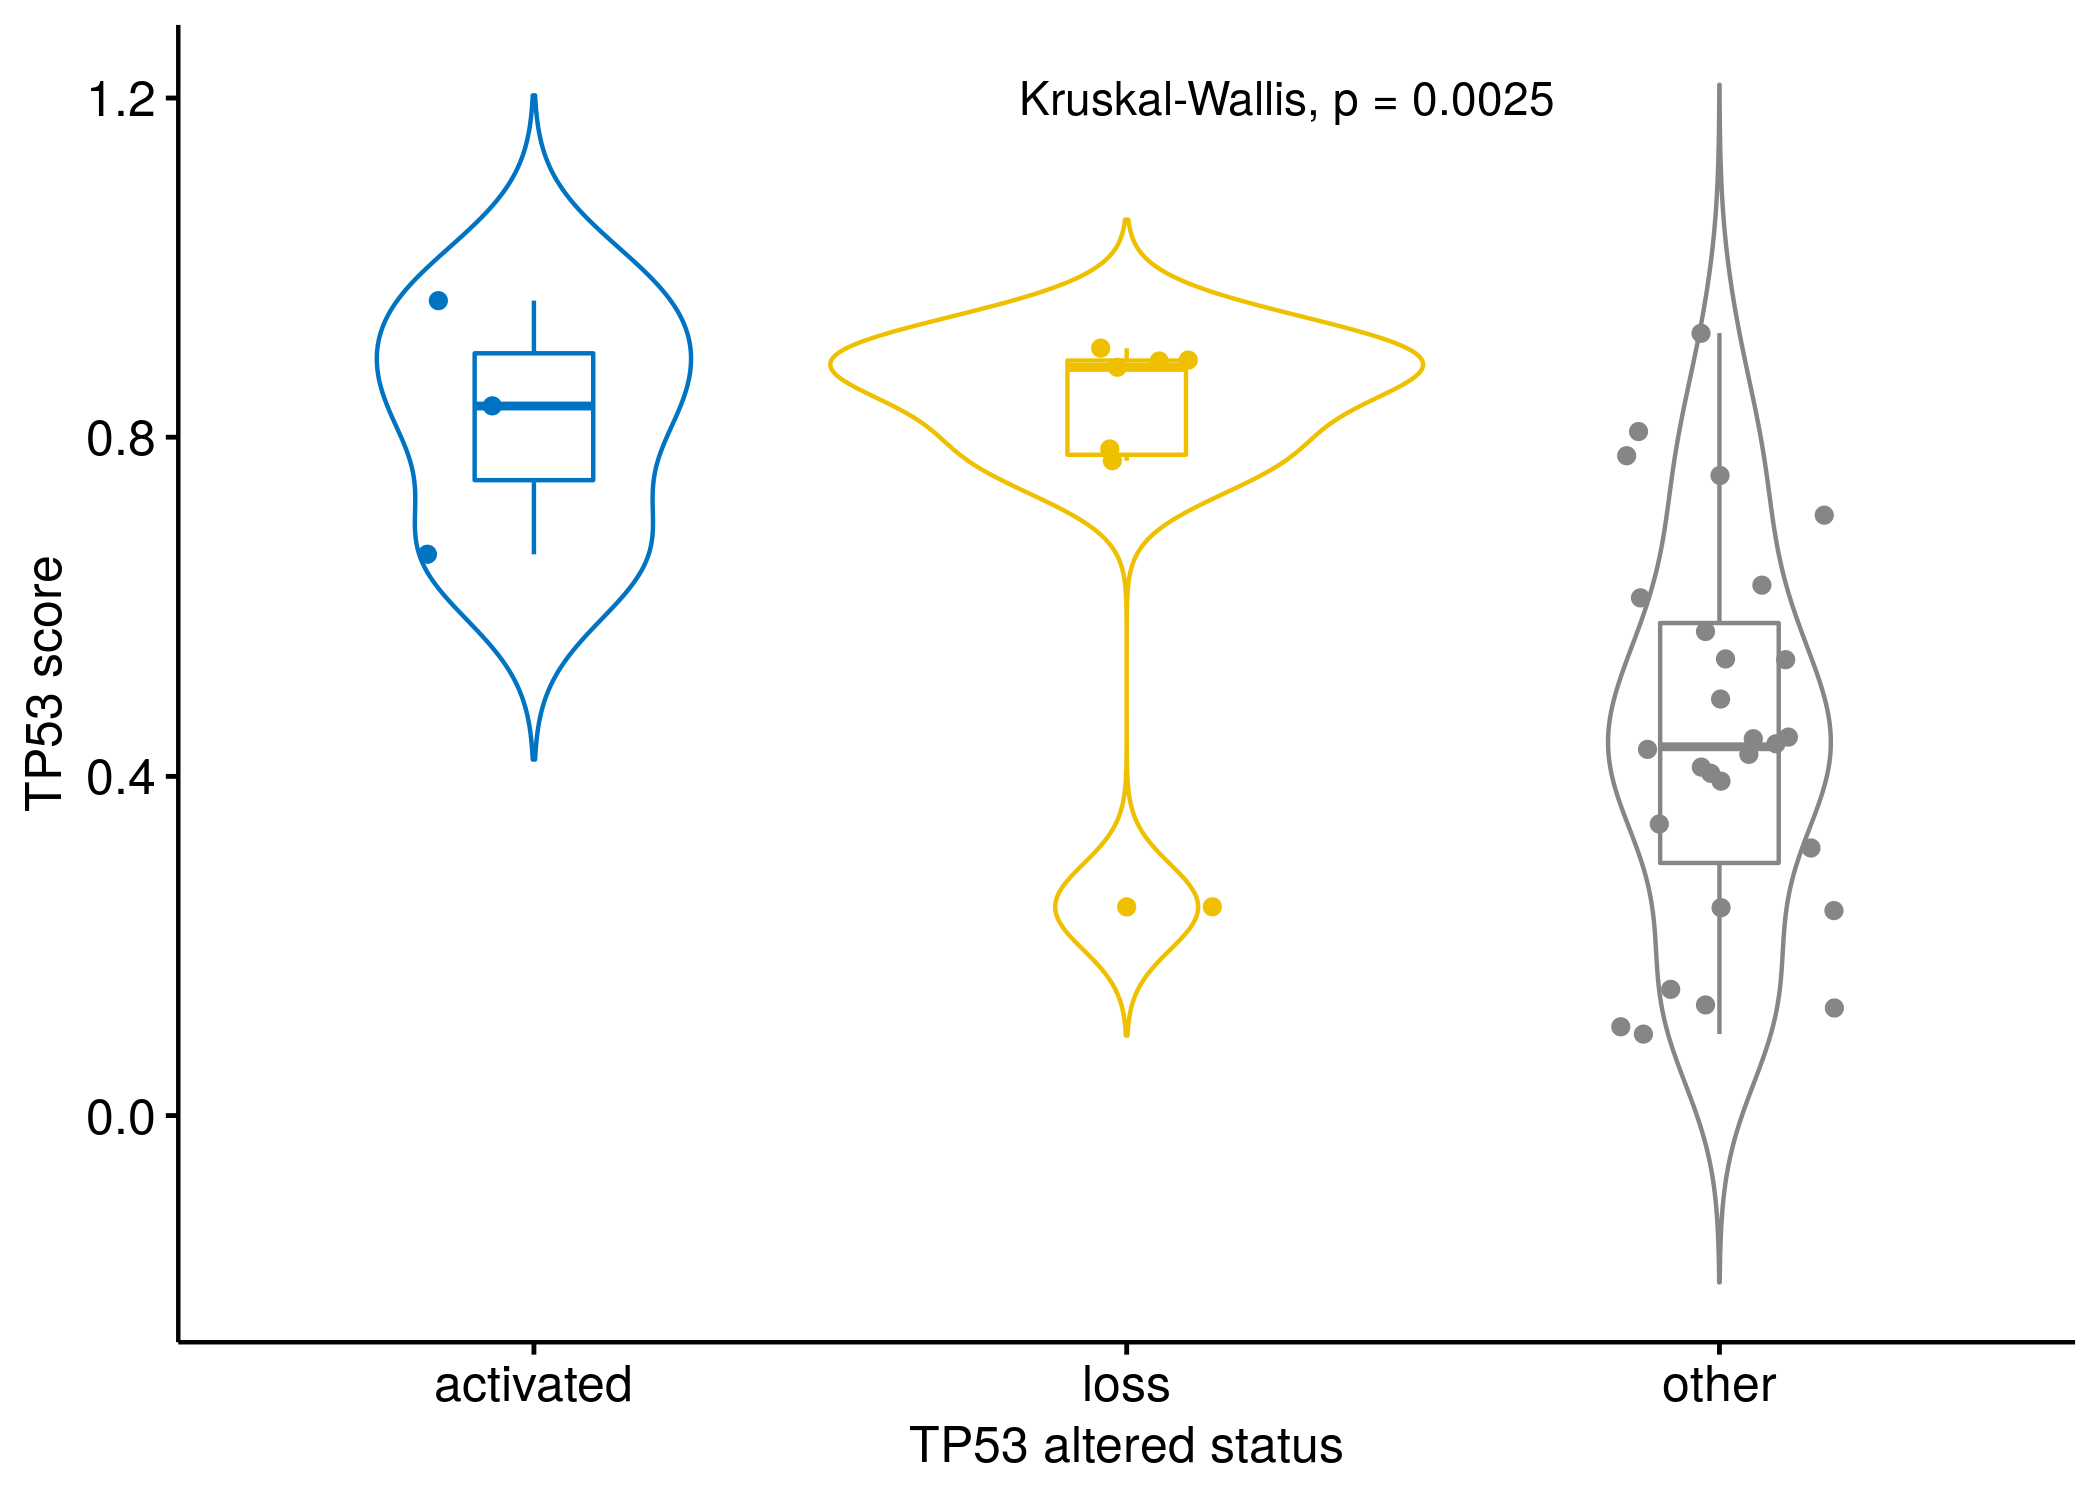 Kruskal-Wallis, p = 0.0025
1.2
0.8
0.4
0.0
TP53 score
activated
loss
other
TP53 altered status